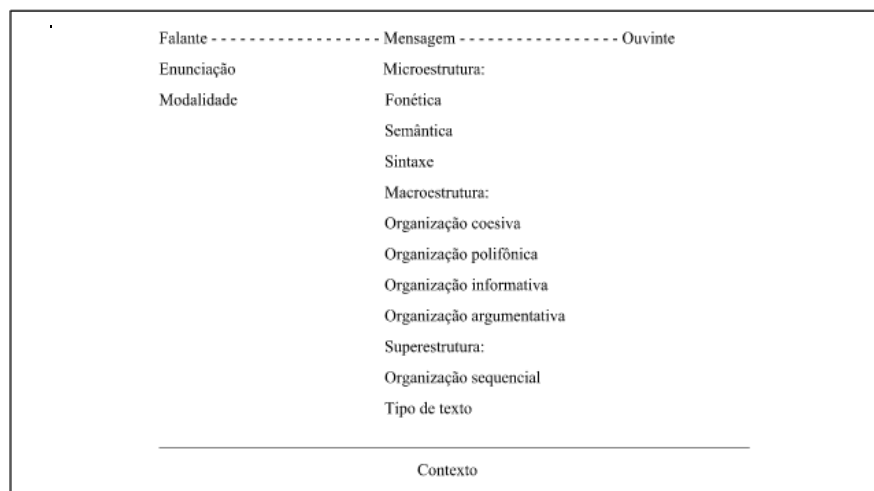 Falante - - - - - - - - - - - - - - - - - - Mensagem - - - - - - - - - - - - - - - - - Ouvinte
Enunciação Microestrutura:
Modalidade Fonética
Semântica
Sintaxe
Macroestrutura:
Organização coesiva
Organização polifônica
Organização informativa
Organização argumentativa
Superestrutura:
Organização sequencial
Tipo de texto
Contexto